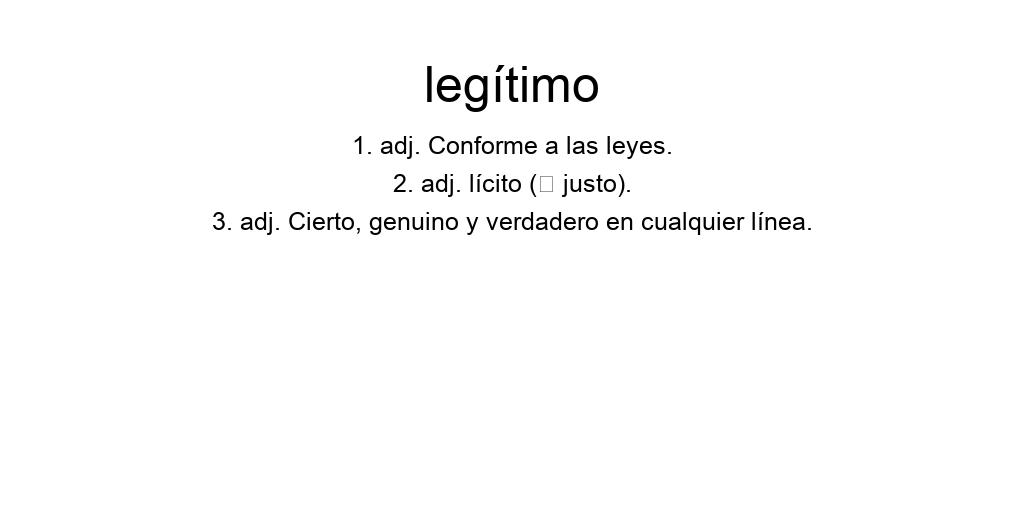 legítimo
1. adj. Conforme a las leyes.
2. adj. lícito (□ justo).
3. adj. Cierto, genuino y verdadero en cualquier línea.